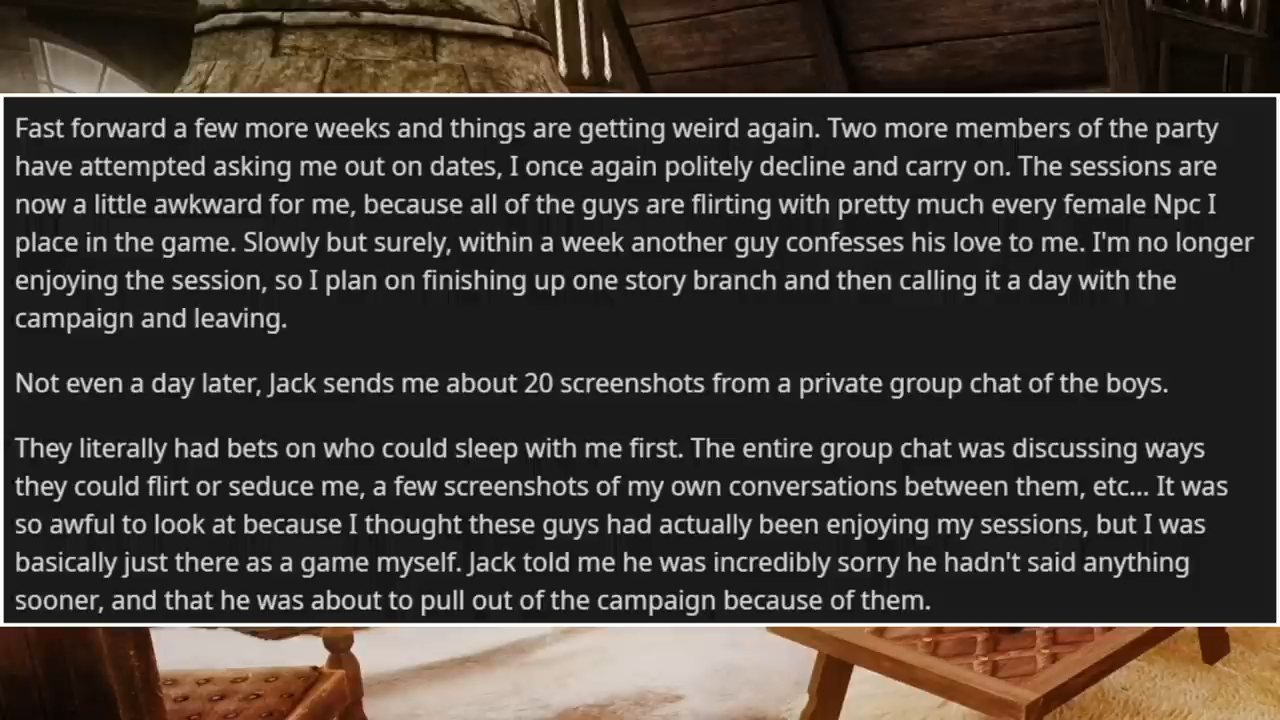 Fast forward a few more weeks and things are getting weird again. Two more members of the party
have attempted asking me out on dates, I once again politely decline and carry on. The sessions are
now a little awkward for me, because all of the guys are flirting with pretty much every female Npc I
place in the game. Slowly but surely, within a week another guy confesses his love to me. I'm no longer
enjoying the session, so I plan on finishing up one story branch and then calling it a day with the
campaign and leaving.
Not even a day later, Jack sends me about 20 screenshots from a private group chat of the boys.
They literally had bets on who could sleep with me first. The entire group chat was discussing ways
they could flirt or seduce me, a few screenshots of my own conversations between them, etc... It was
so awful to look at because I thought these guys had actually been enjoying my sessions, but I was
basically just there as a game myself. Jack told me he was incredibly sorry he hadn't said anything
sooner, and that he was about to pull out of the campaign because of them.